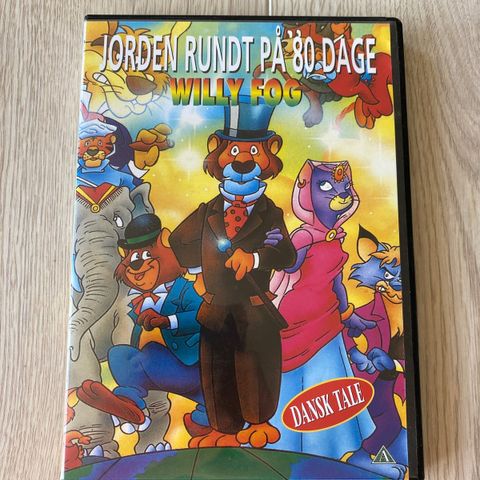 JORDEN RUNDT PÅ 80 DAGE
WILLY FOG
DANSK TALE
A